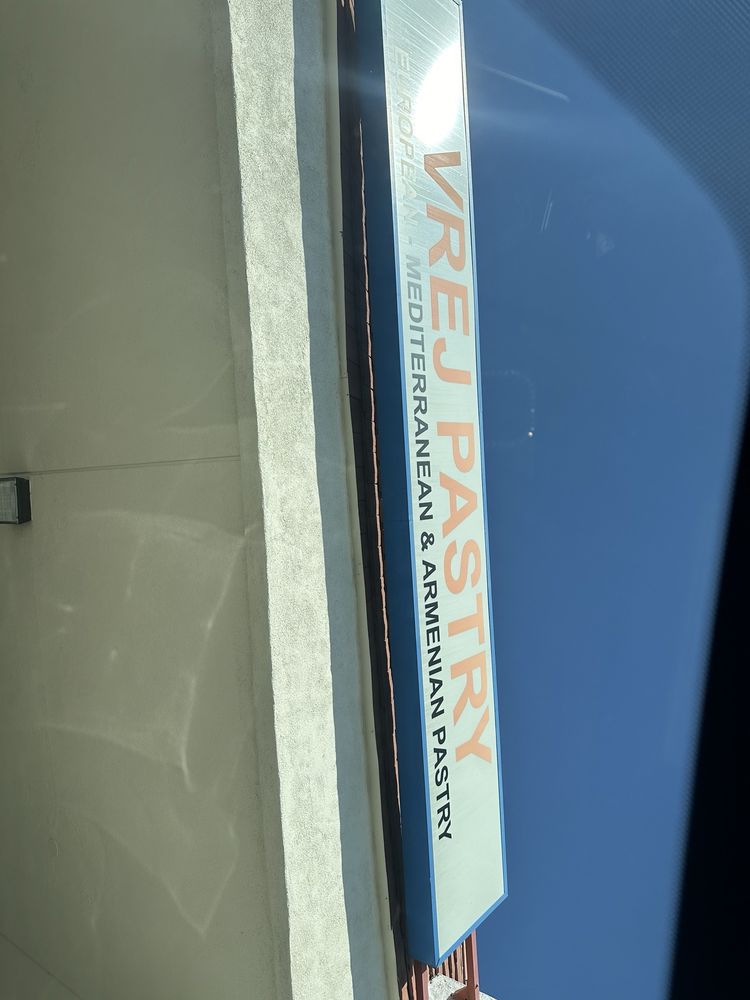 VREJ PASTRY
EUROPEAN - MEDITERRANEAN & ARMENIAN PASTRY